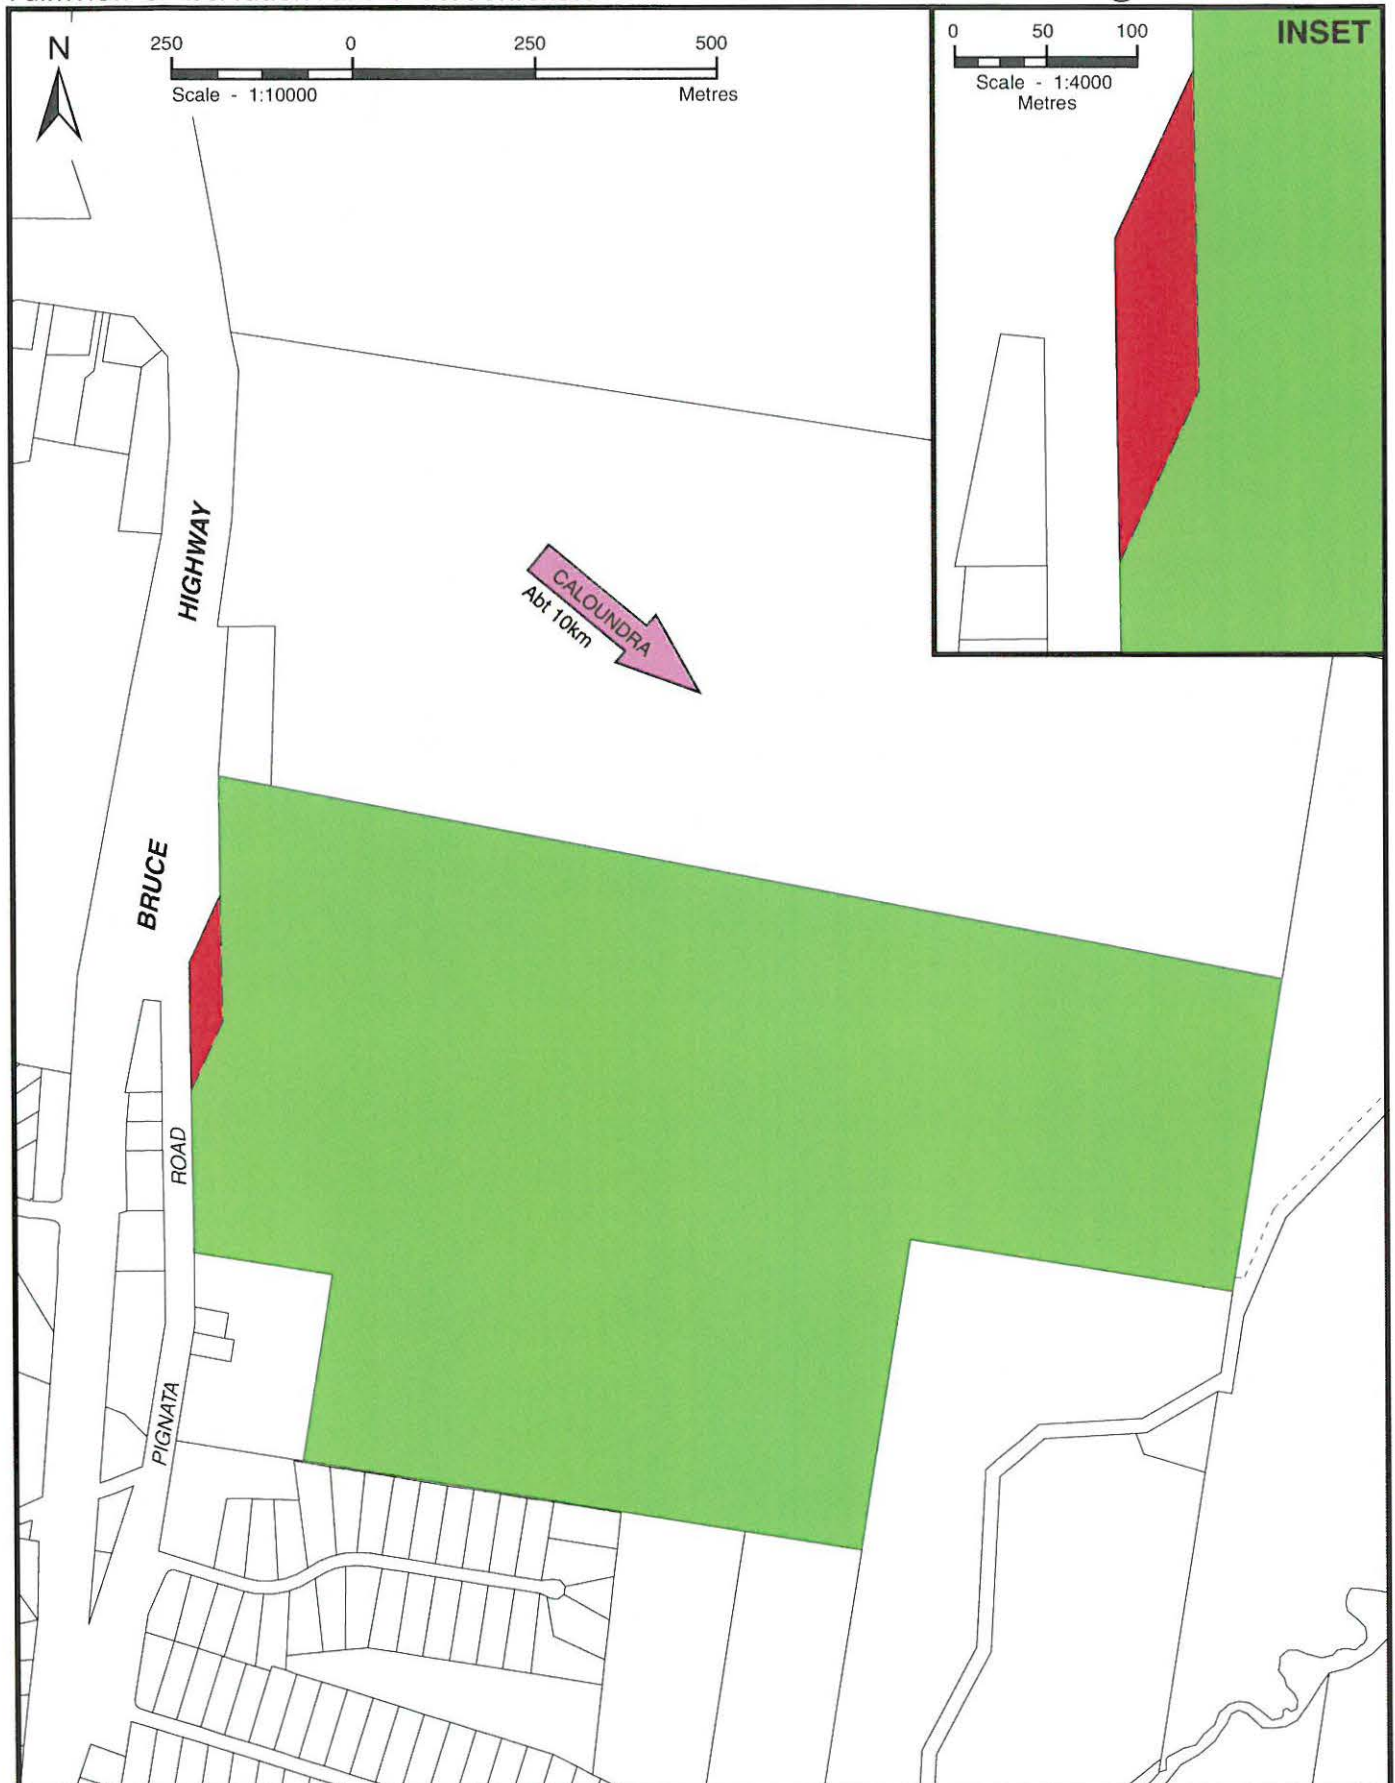 N
250 0 250 500
Scale - 1:10000 Metres
0 50 100
Scale - 1:4000
Metres
INSET
HIGHWAY
CALOUNDRA
Abt 10km
BRUCE
ROAD
PIGNATA